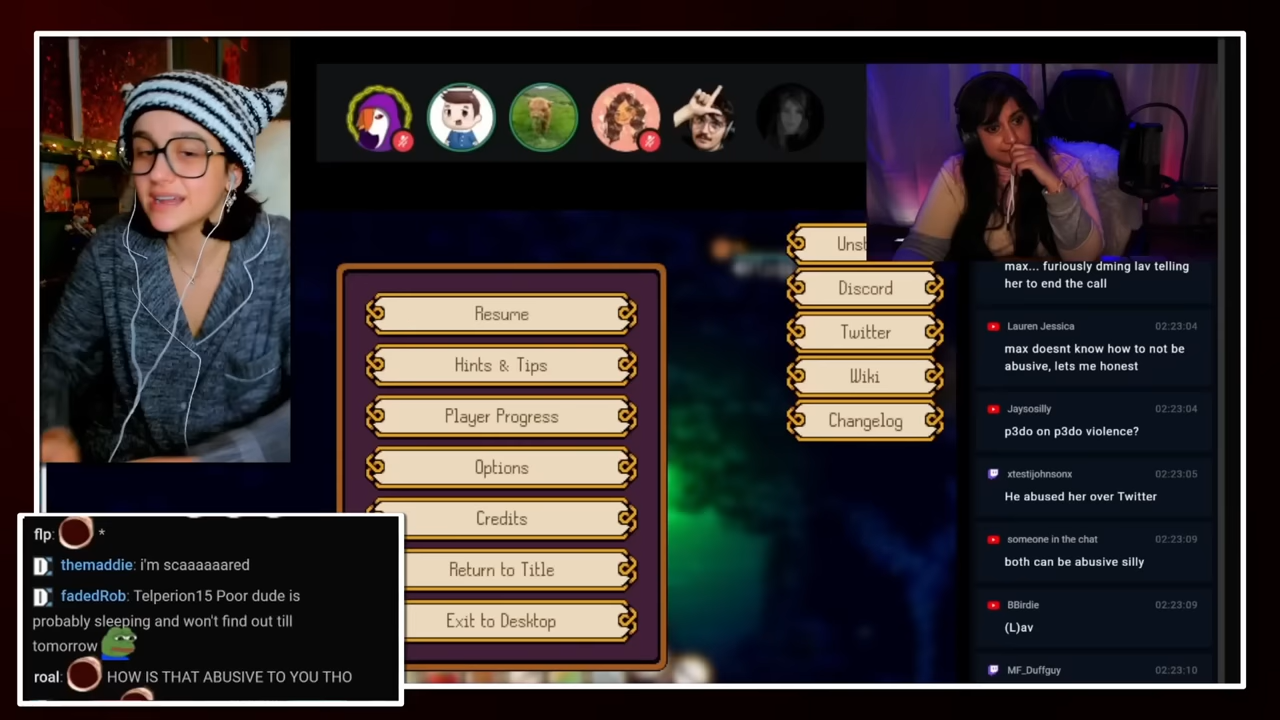 Resume
Hints & Tips
Player Progress
Options
Credits
Return to Title
Exit to Desktop
Discord
Twitter
Wiki
Changelog
max... furiously dming lav telling
her to end the call
Lauren Jessica 02:23:04
max doesnt know how to not be
abusive, lets me honest
Jaysosilly 02:23:04
p3do on p3do violence?
xtestijohnsonx 02:23:05
He abused her over Twitter
someone in the chat 02:23:09
both can be abusive silly
BBirdie 02:23:09
(L)av
MF_Duffguy 02:23:10
flp: *
themaddie: i'm scaaaaaared
fadedRob: Telperion15 Poor dude is
probably sleeping and won't find out till
tomorrow
roal: HOW IS THAT ABUSIVE TO YOU THO